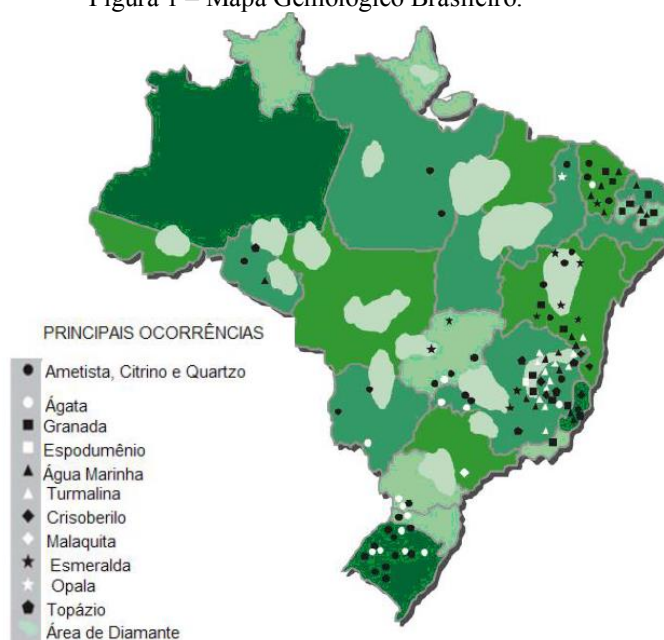 Figura 1 – Mapa Gemológico Brasileiro.
PRINCIPAIS OCORRÊNCIAS
Ametista, Citrino e Quartzo
Ágata
Granada
Espodumênio
Água Marinha
Turmalina
Crisoberilo
Malaquita
Esmeralda
Opala
Topázio
Área de Diamante